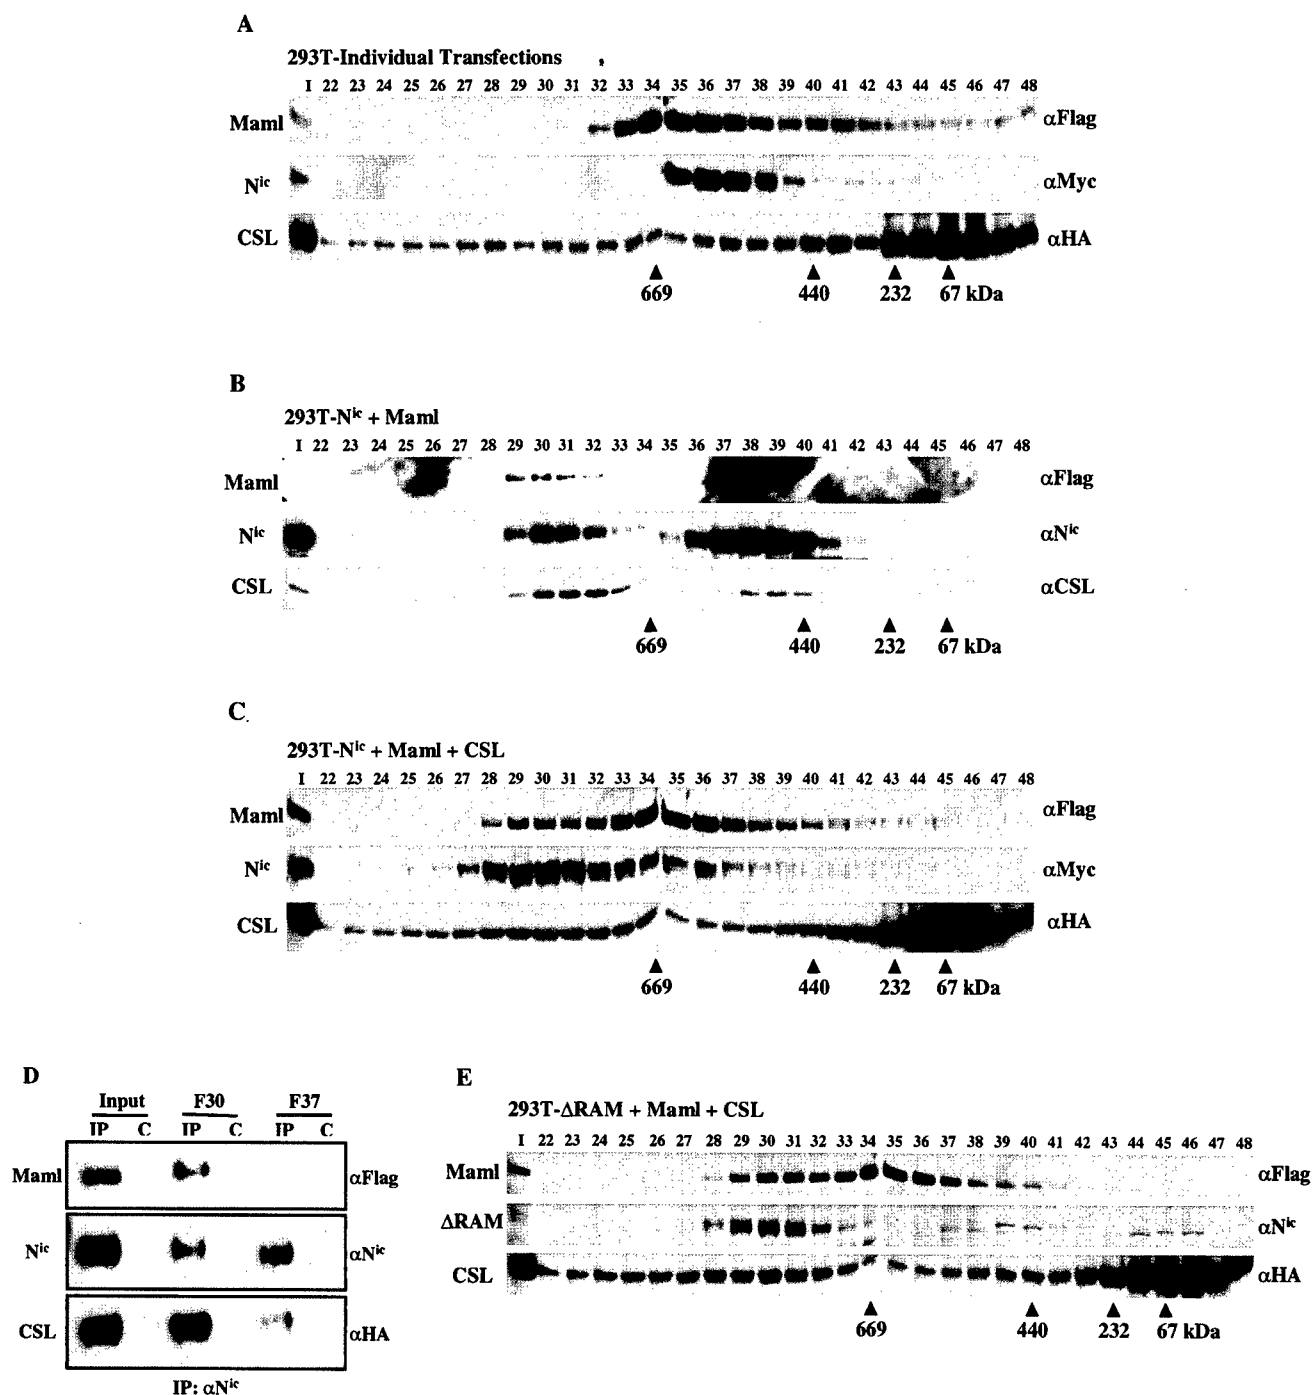 A
293T-Individual Transfections
I 22 23 24 25 26 27 28 29 30 31 32 33 34 35 36 37 38 39 40 41 42 43 44 45 46 47 48
Maml αFlag
Nic αMyc
CSL αHA
669 440 232 67 kDa
B
293T-Nic + Maml
I 22 23 24 25 26 27 28 29 30 31 32 33 34 35 36 37 38 39 40 41 42 43 44 45 46 47 48
Maml αFlag
Nic αNic
CSL αCSL
669 440 232 67 kDa
C
293T-Nic + Maml + CSL
I 22 23 24 25 26 27 28 29 30 31 32 33 34 35 36 37 38 39 40 41 42 43 44 45 46 47 48
Maml αFlag
Nic αMyc
CSL αHA
669 440 232 67 kDa
D
Input F30 F37
IP C IP C IP C
Maml αFlag
Nic αNic
CSL αHA
IP: αNic
E
293T-ΔRAM + Maml + CSL
I 22 23 24 25 26 27 28 29 30 31 32 33 34 35 36 37 38 39 40 41 42 43 44 45 46 47 48
Maml αFlag
ΔRAM αNic
CSL αHA
669 440 232 67 kDa